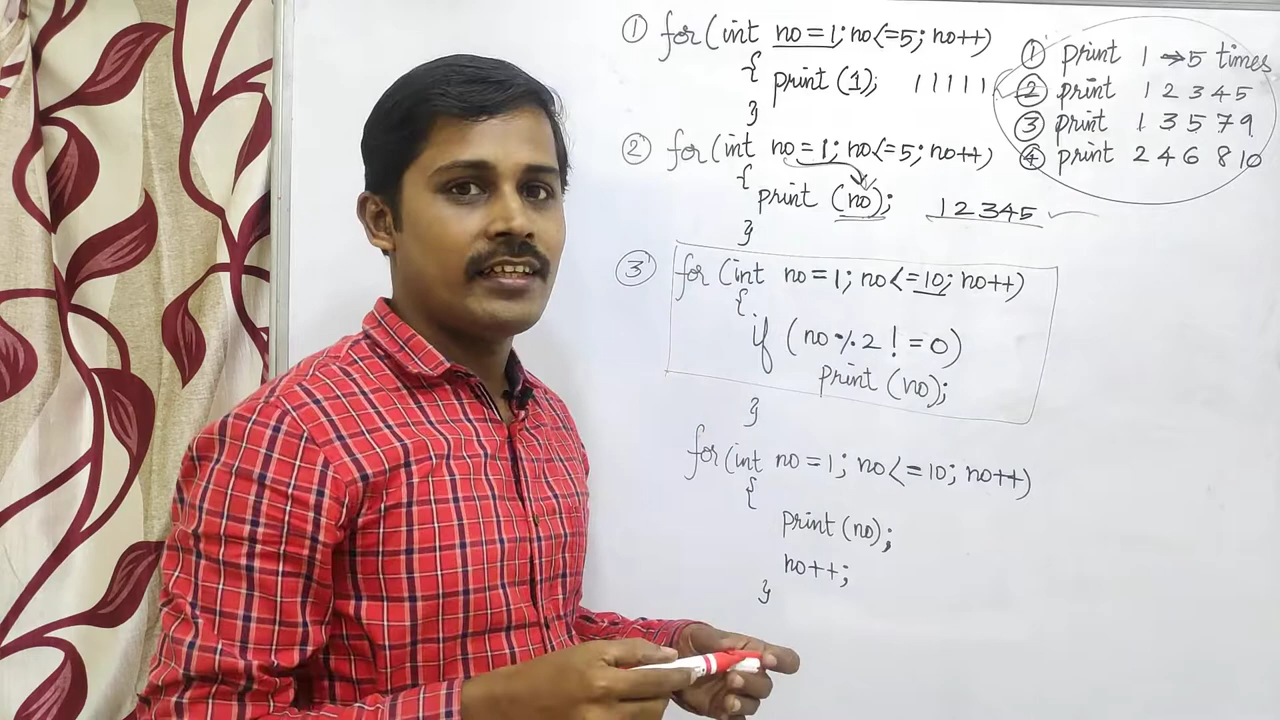 ① for(int no=1; no<=5; no++)
{
print (1); 1 1 1 1 1
}
② for(int no=1; no<=5; no++)
{
print (no); 1 2 3 4 5
}
③ for (int no=1; no<=10; no++)
{
if (no%2!=0)
print (no);
}
for(int no=1; no<=10; no++)
{
print(no);
no++;
}
① print 1 → 5 times
② print 1 2 3 4 5
③ print 1 3 5 7 9
④ print 2 4 6 8 10